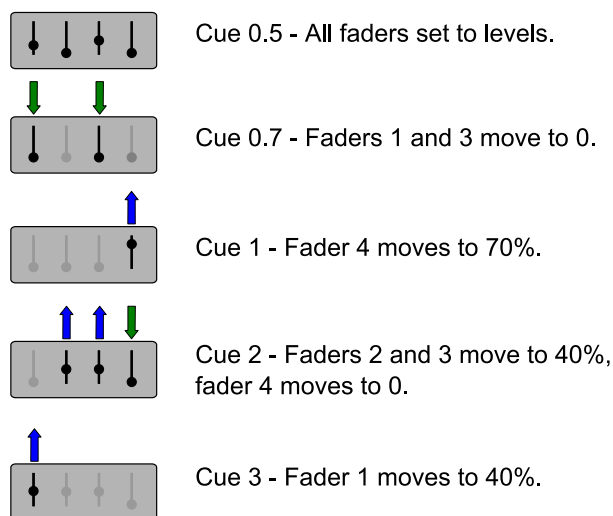 Cue 0.5 - All faders set to levels.
Cue 0.7 - Faders 1 and 3 move to 0.
Cue 1 - Fader 4 moves to 70%.
Cue 2 - Faders 2 and 3 move to 40%,
fader 4 moves to 0.
Cue 3 - Fader 1 moves to 40%.